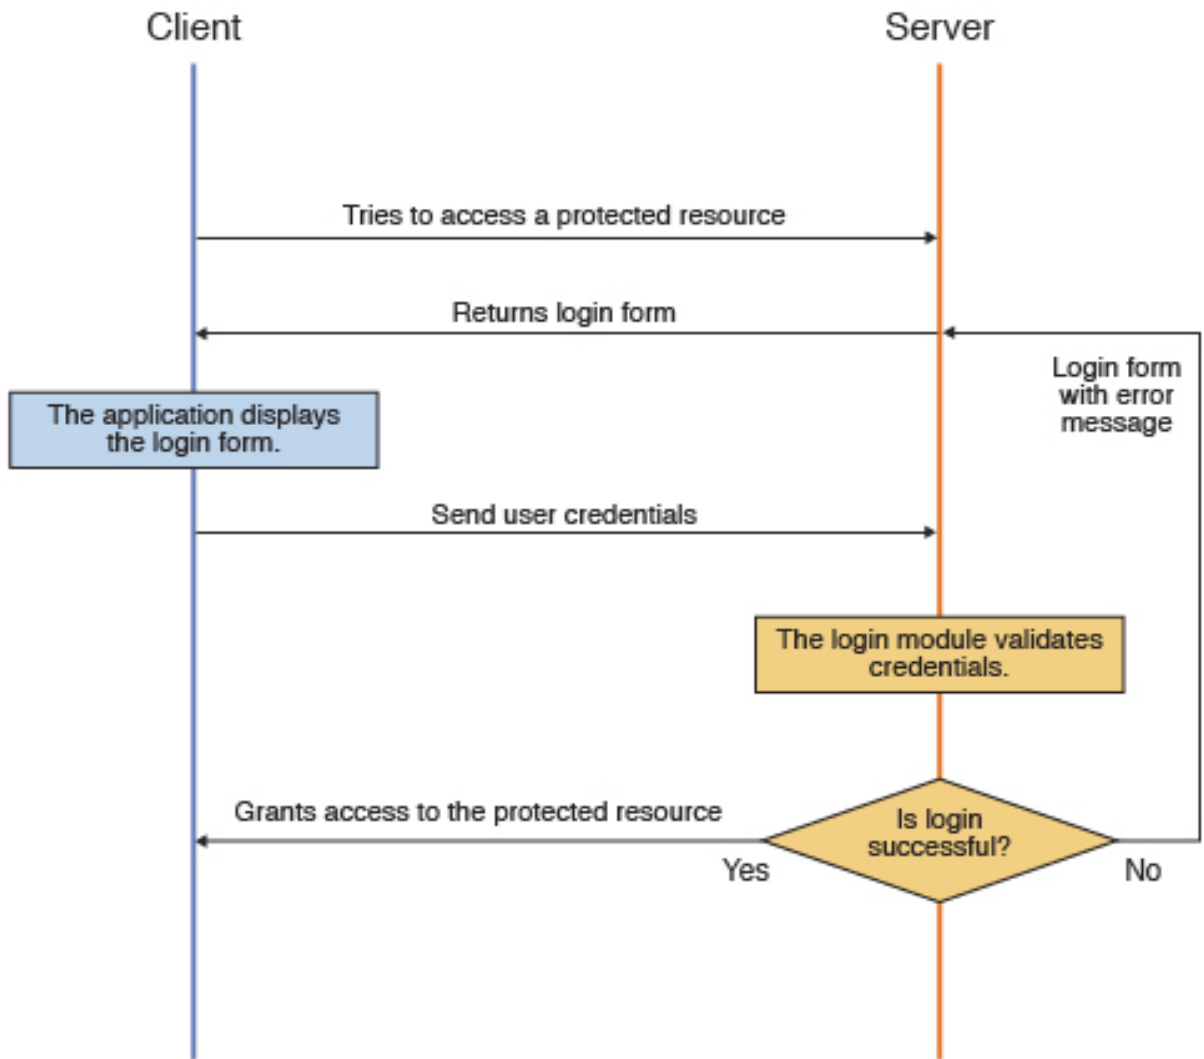 Client
Server
Tries to access a protected resource
Returns login form
Login form
with error
message
The application displays
the login form.
Send user credentials
The login module validates
credentials.
Grants access to the protected resource
Is login
successful?
Yes
No